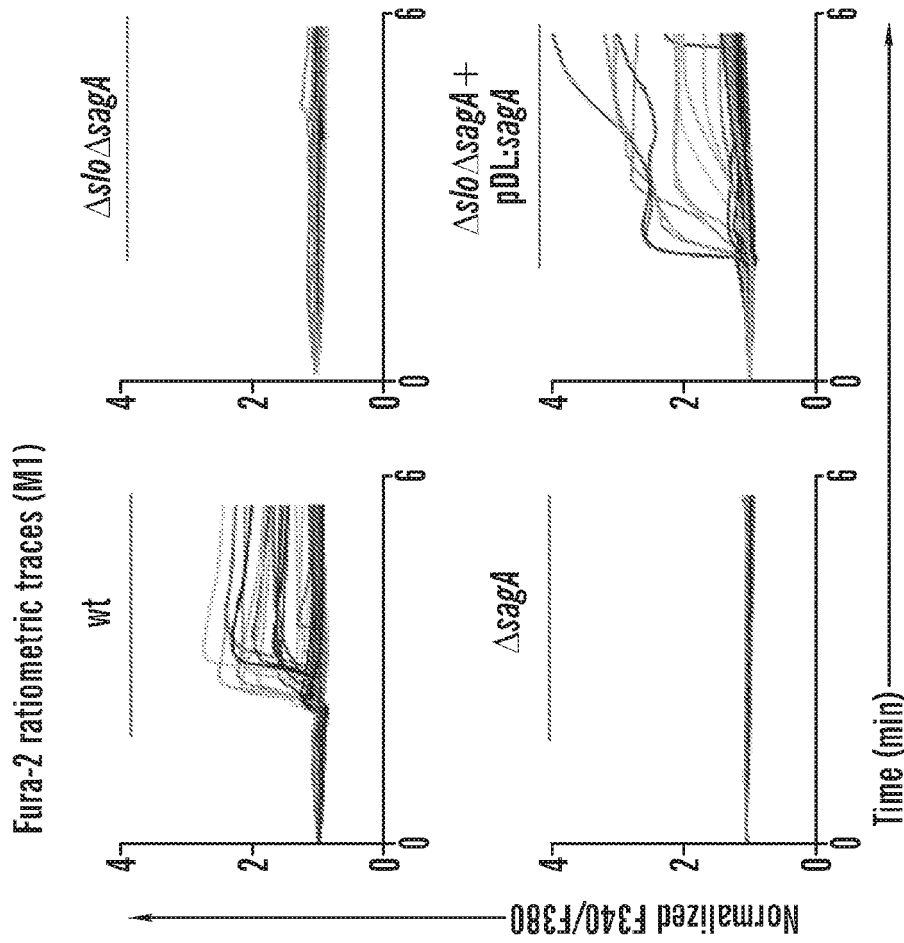 Fura-2 ratiometric traces (M1)
wt
4
2
0
0
6
ΔsloΔsagA
4
2
0
0
6
ΔsagA
4
2
0
0
6
ΔsloΔsagA +
pDL:sagA
4
2
0
0
6
Normalized F340/F380
Time (min)